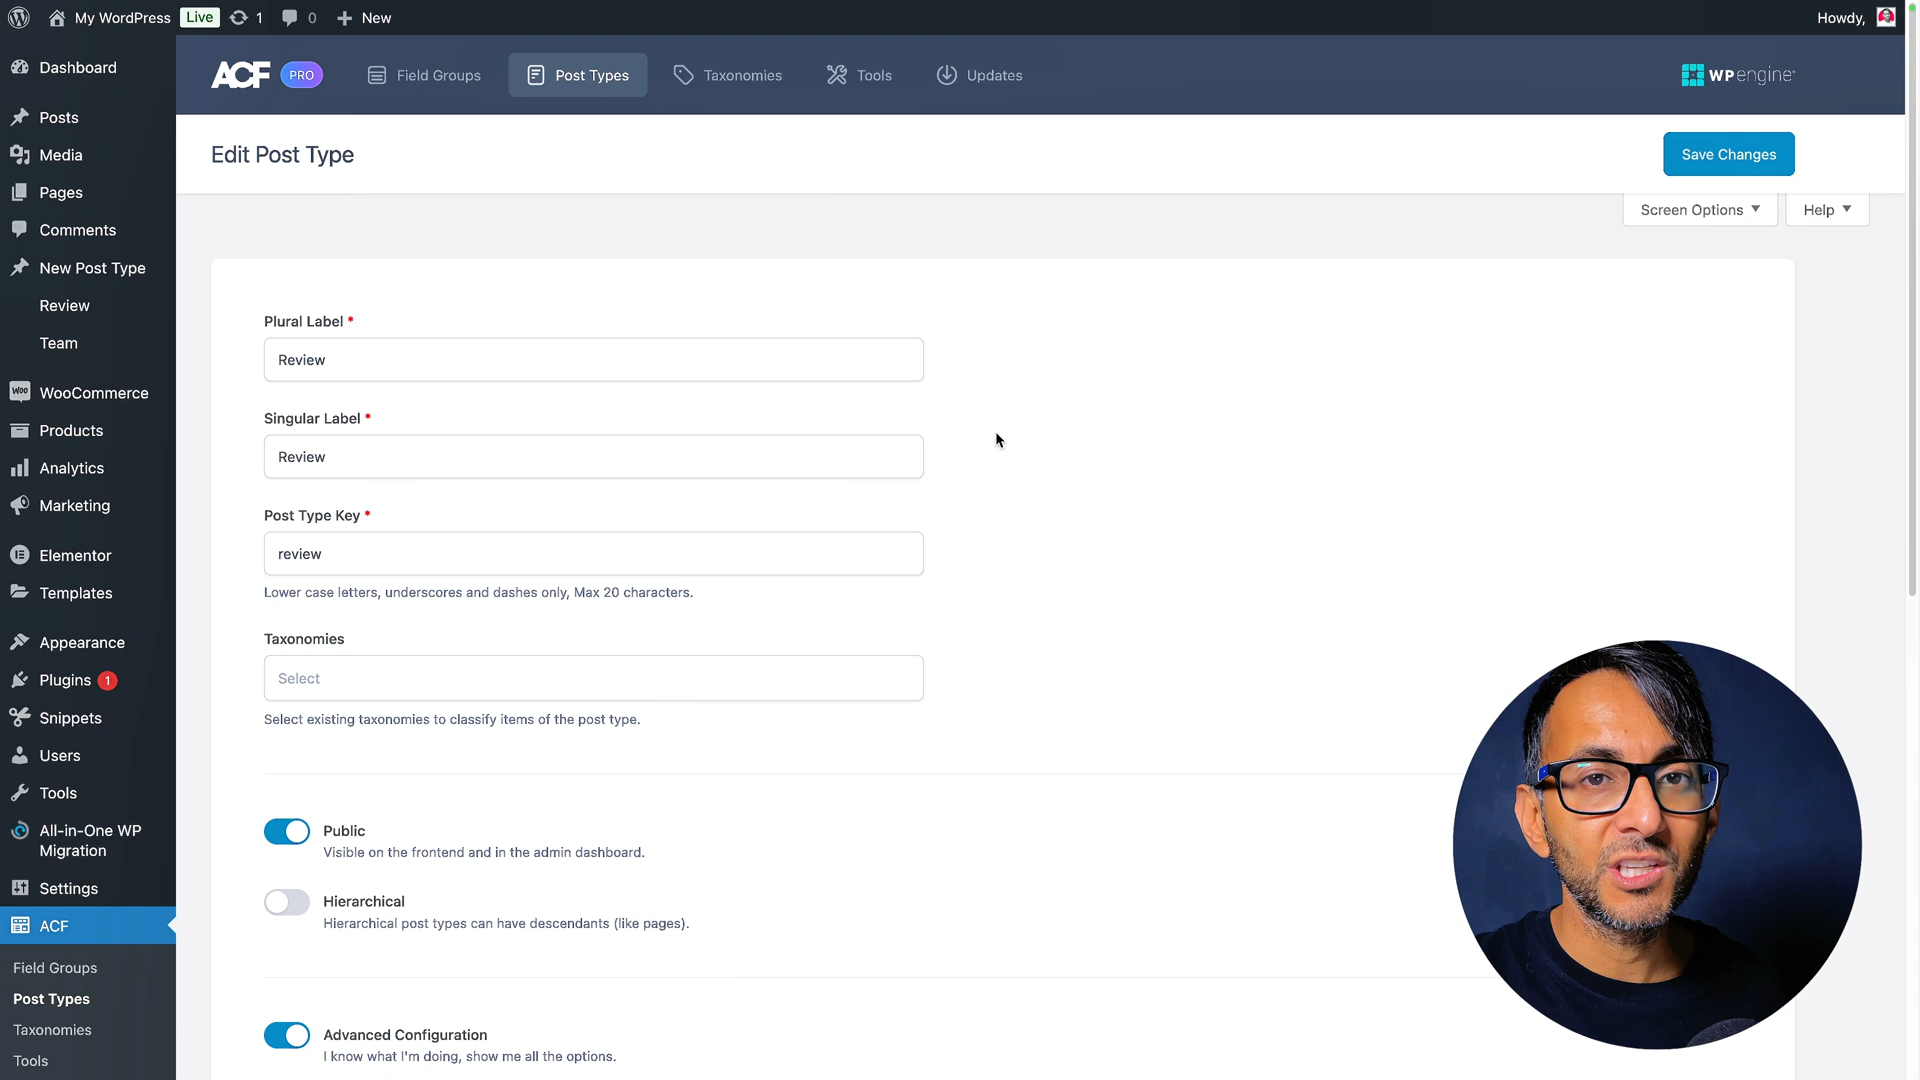 My WordPress Live 1 0 New
Howdy,
Dashboard
Posts
Media
Pages
Comments
New Post Type
Review
Team
WooCommerce
Products
Analytics
Marketing
Elementor
Templates
Appearance
Plugins 1
Snippets
Users
Tools
All-in-One WP
Migration
Settings
ACF
Field Groups
Post Types
Taxonomies
Tools
ACF PRO Field Groups Post Types Taxonomies Tools Updates
WP engine
Edit Post Type
Save Changes
Screen Options Help
Plural Label *
Review
Singular Label *
Review
Post Type Key *
review
Lower case letters, underscores and dashes only, Max 20 characters.
Taxonomies
Select
Select existing taxonomies to classify items of the post type.
Public
Visible on the frontend and in the admin dashboard.
Hierarchical
Hierarchical post types can have descendants (like pages).
Advanced Configuration
I know what I'm doing, show me all the options.